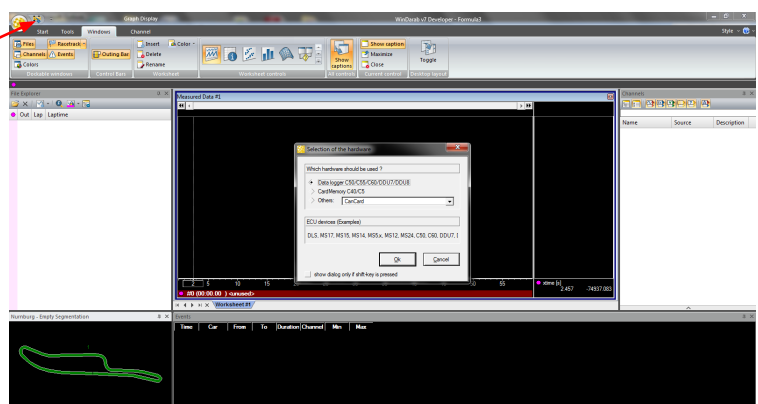 Graph Display
WinDarab v7 Developer - Formula3
Start Tools Windows Channel
Style
Files Racetrack Insert Color
Channels Events Outing Bar Delete
Colors Rename
Show captions
Show caption
Maximize
Close
Toggle
Dockable windows Control Bars Worksheet Worksheet controls All controls Current control Desktop layout
File Explorer
Out Lap Laptime
Measured Data #1
Channels
Name Source Description
Selection of the hardware
Which hardware should be used ?
Data logger C50/C55/C60/DDU7/DDU8
CardMemory C40/C5
Others: CanCard
ECU devices (Examples)
DLS, MS17, MS15, MS14, MS5.x, MS12, MS24, C50, C60, DDU7,
Ok Cancel
show dialog only if shift-key is pressed
5 10 15 50 55
xtime [s]
2.457 -74937.083
#0 (00:00.00 ) <unused>
Worksheet #1
Nurnburg - Empty Segmentation
Events
Time Car From To Duration Channel Min Max
1